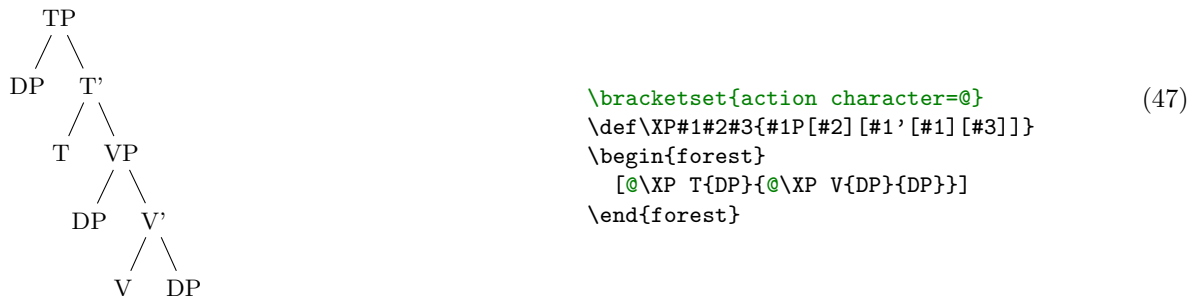 TP
DP T'
T VP
DP V'
V DP
\bracketset{action character=@}
(47)
\def\XP#1#2#3{#1P[#2][#1'[#1][#3]]}
\begin{forest}
[@\XP T{DP}{@\XP V{DP}{DP}}]
\end{forest}